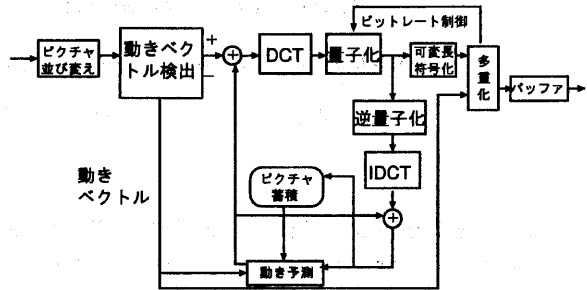 ビットレート制御
ピクチャ
並び変え
動きベク
トル検出
+
−
+
DCT
量子化
可変長
符号化
多
重
化
バッファ
逆量子化
IDCT
動き
ベクトル
ピクチャ
蓄積
+
動き予測